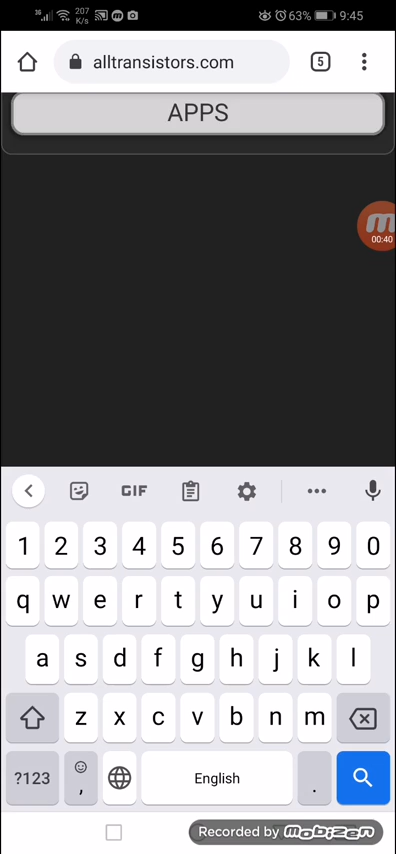 3G 207 K/s 63% 9:45
alltransistors.com 5
APPS
m
00:40
GIF
1 2 3 4 5 6 7 8 9 0
q w e r t y u i o p
a s d f g h j k l
z x c v b n m
?123 , English .
Recorded by mobizen